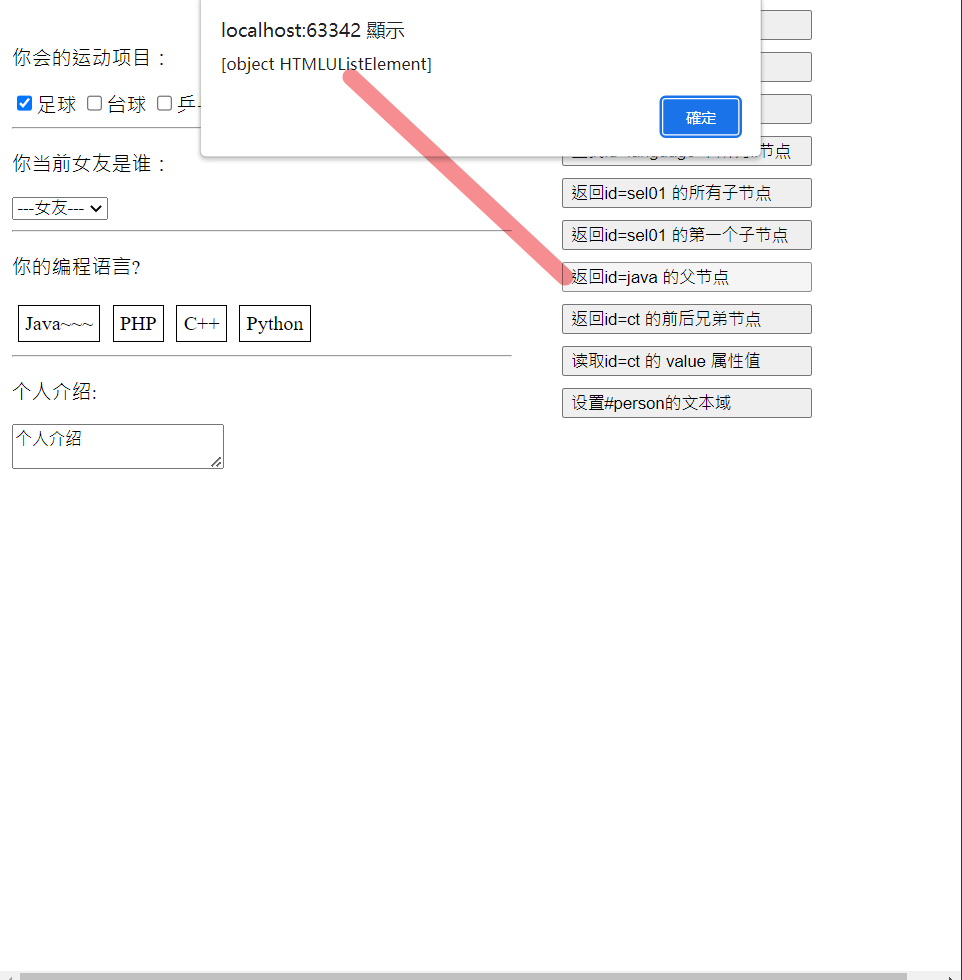 localhost:63342 顯示
[object HTMLUListElement]
確定
你会的运动项目：
足球 台球
你当前女友是谁：
---女友---
你的编程语言?
Java~~~ PHP C++ Python
个人介绍:
个人介绍
节点
返回id=sel01 的所有子节点
返回id=sel01 的第一个子节点
返回id=java 的父节点
返回id=ct 的前后兄弟节点
读取id=ct 的 value 属性值
设置#person的文本域